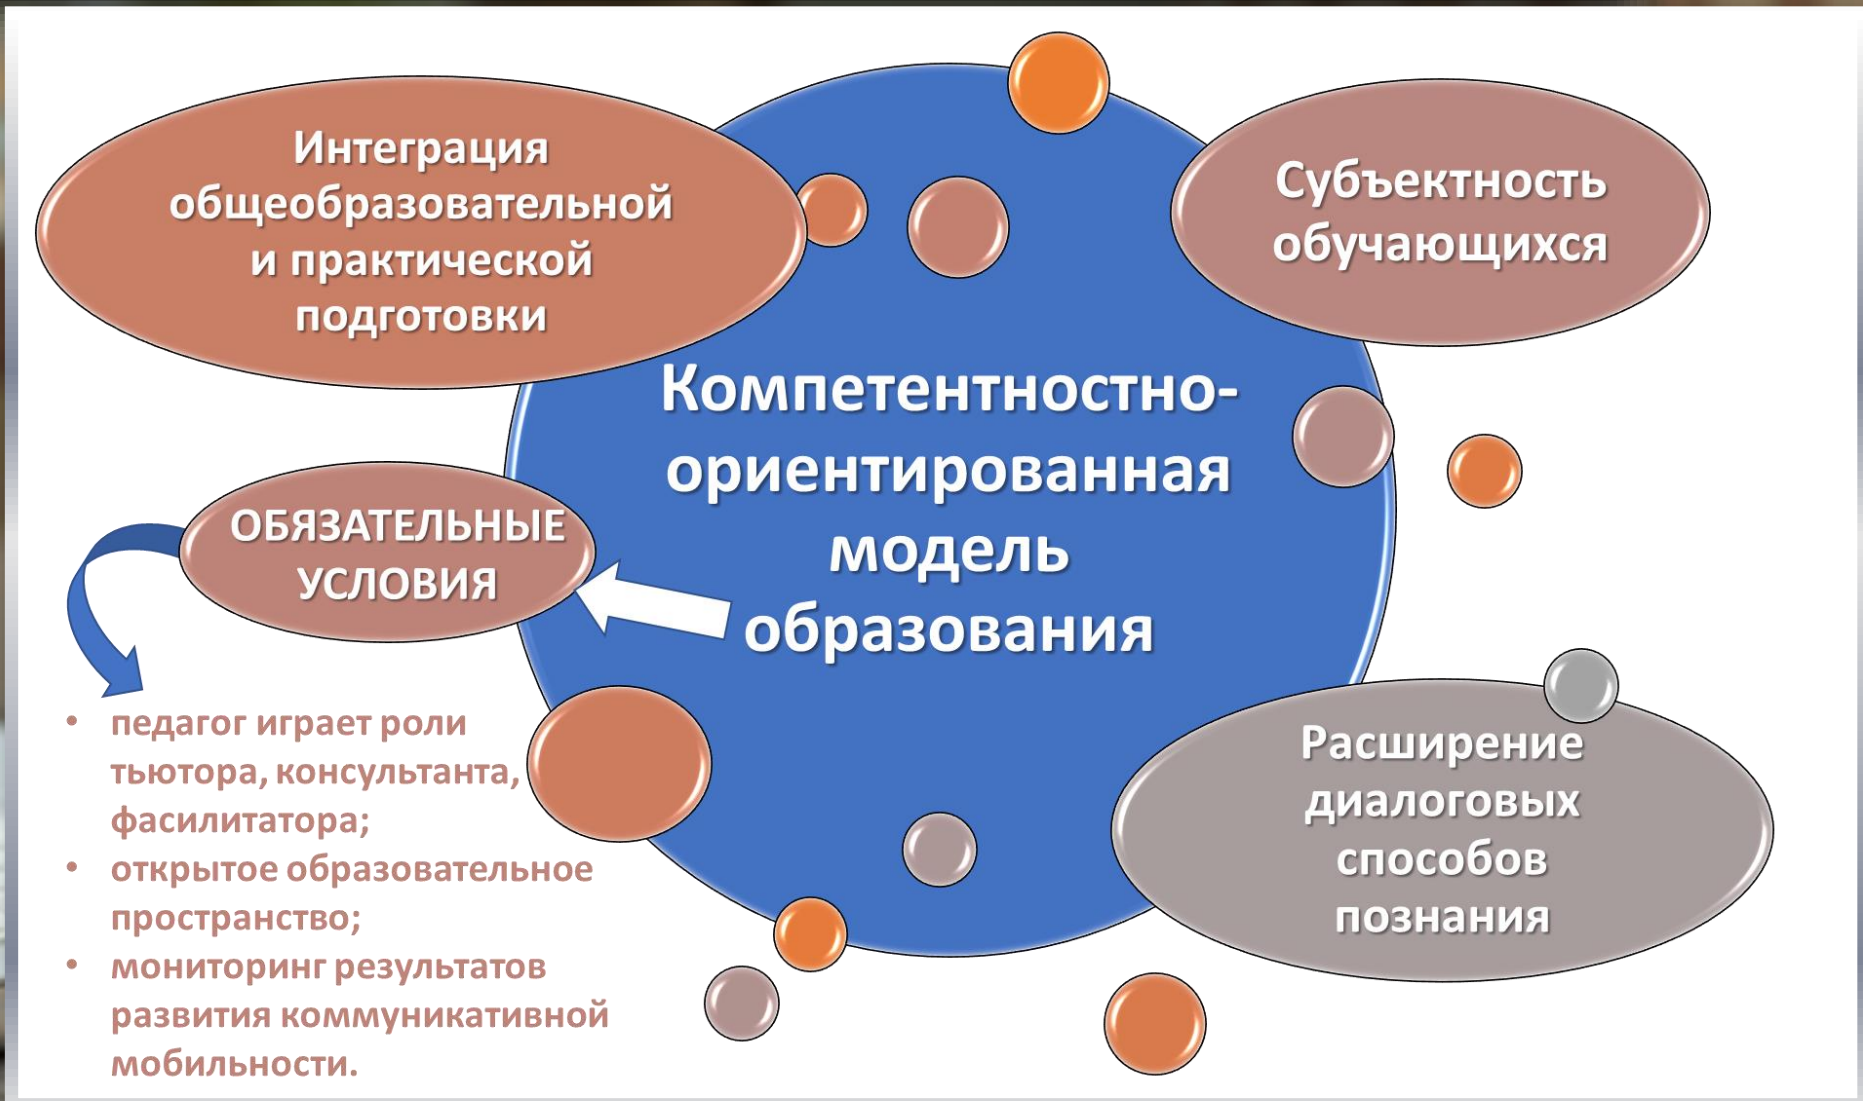 Интеграция
общеобразовательной
и практической
подготовки
Субъектность
обучающихся
Компетентностно-
ориентированная
модель
образования
ОБЯЗАТЕЛЬНЫЕ
УСЛОВИЯ
• педагог играет роли
тьютора, консультанта,
фасилитатора;
• открытое образовательное
пространство;
• мониторинг результатов
развития коммуникативной
мобильности.
Расширение
диалоговых
способов
познания